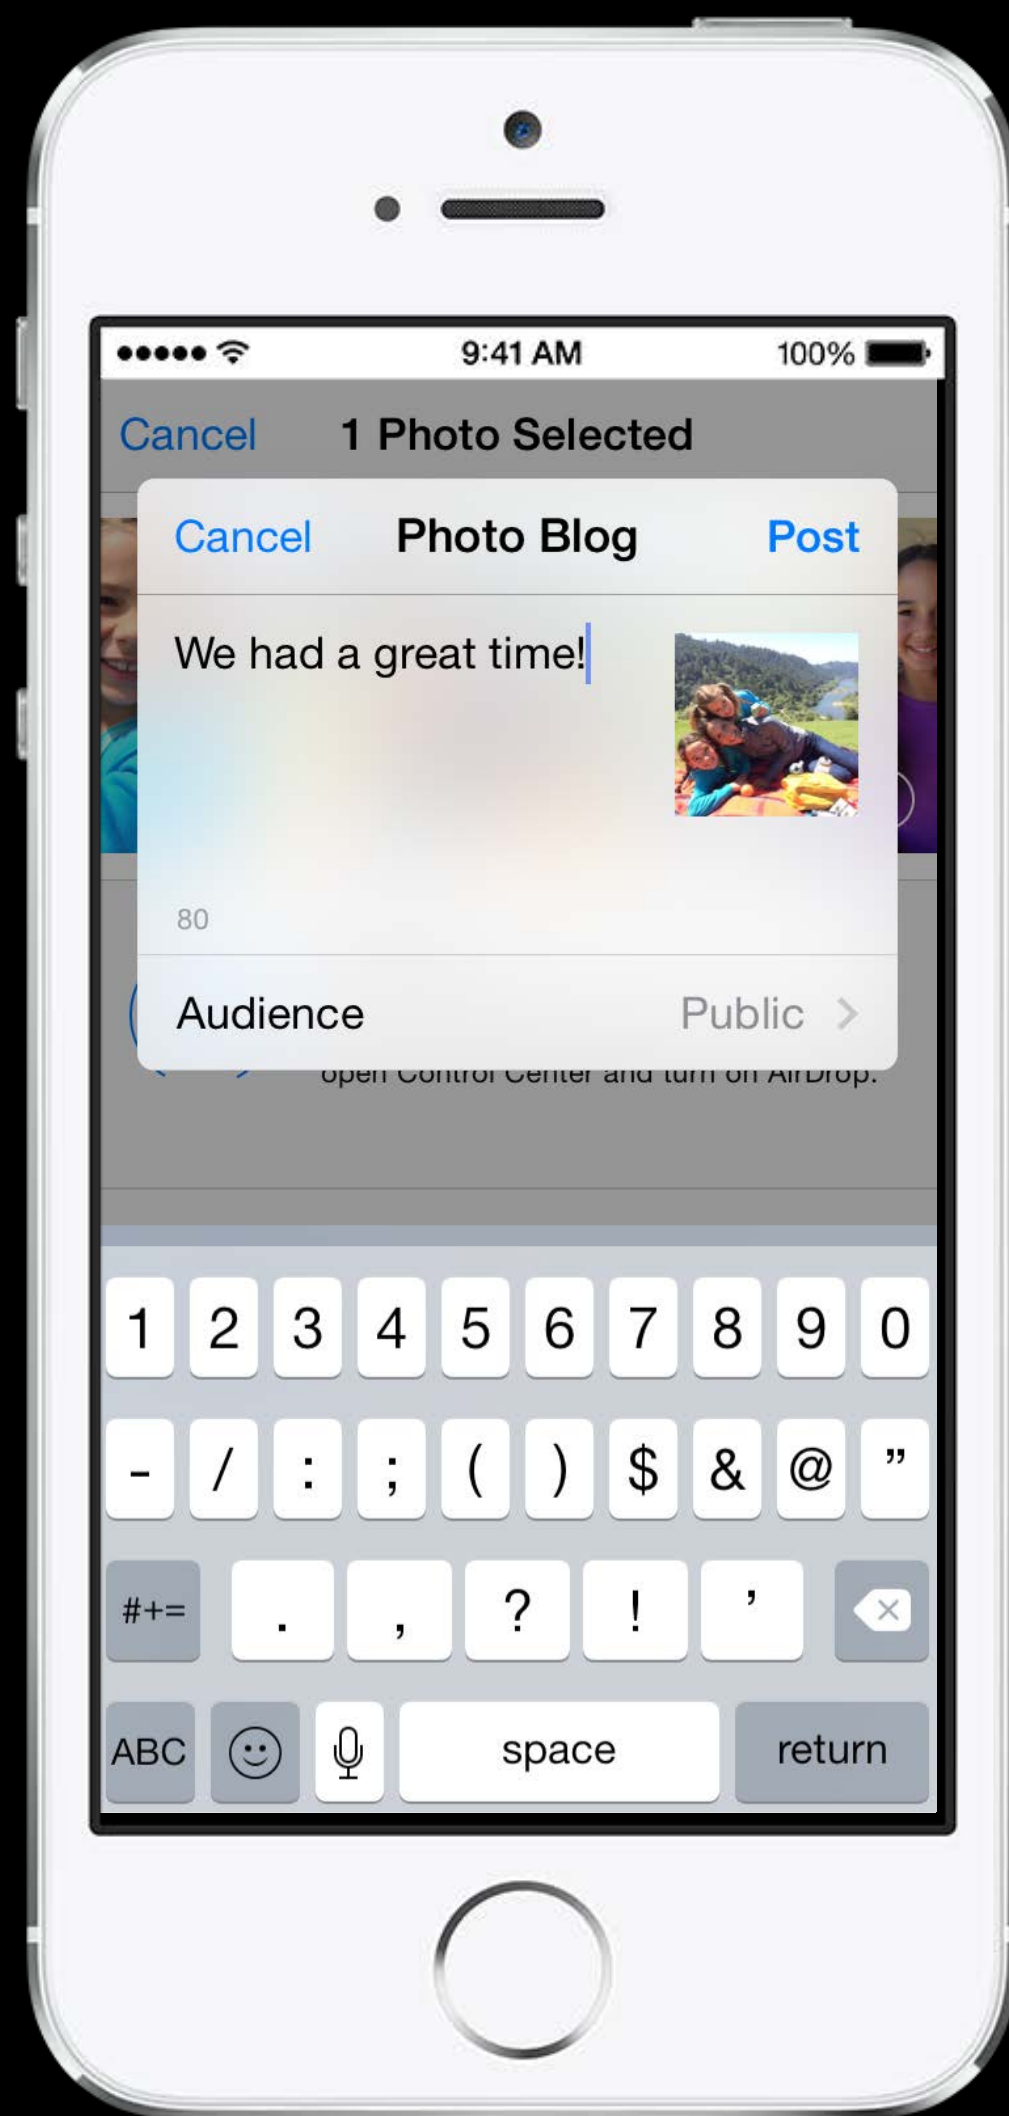 9:41 AM 100%
Cancel 1 Photo Selected
Cancel Photo Blog Post
We had a great time!
80
Audience Public >
open Control Center and turn on AirDrop.
1 2 3 4 5 6 7 8 9 0
- / : ; ( ) $ & @ ”
#+= . , ? ! ’
ABC space return